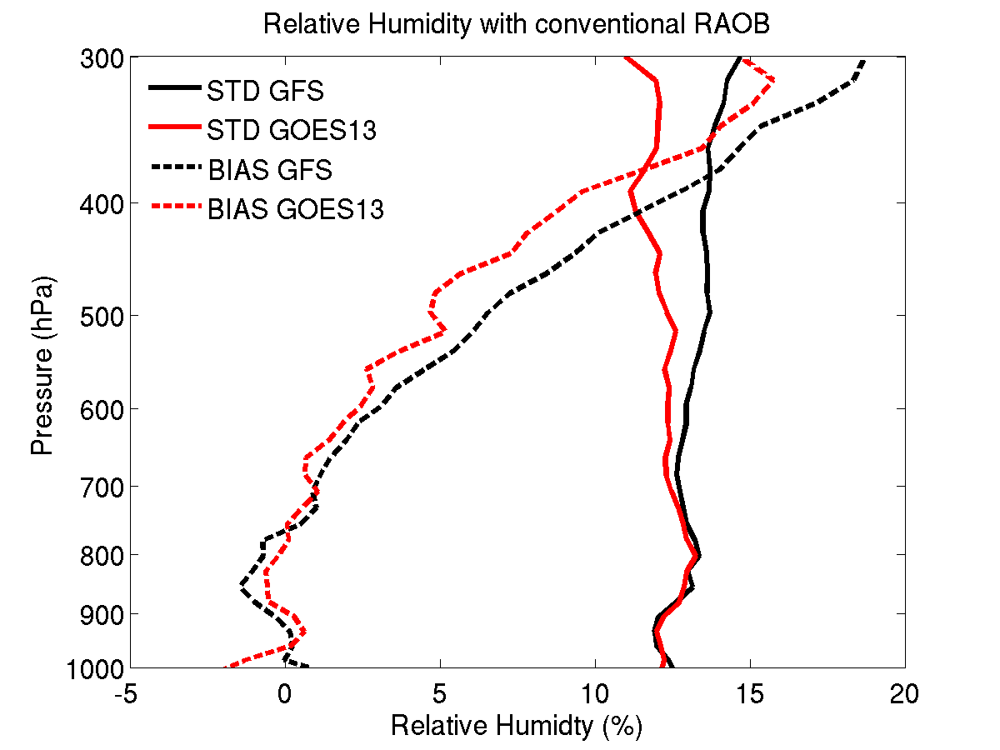 Relative Humidity with conventional RAOB
300
400
500
600
700
800
900
1000
Pressure (hPa)
STD GFS
STD GOES13
BIAS GFS
BIAS GOES13
-5 0 5 10 15 20
Relative Humidty (%)